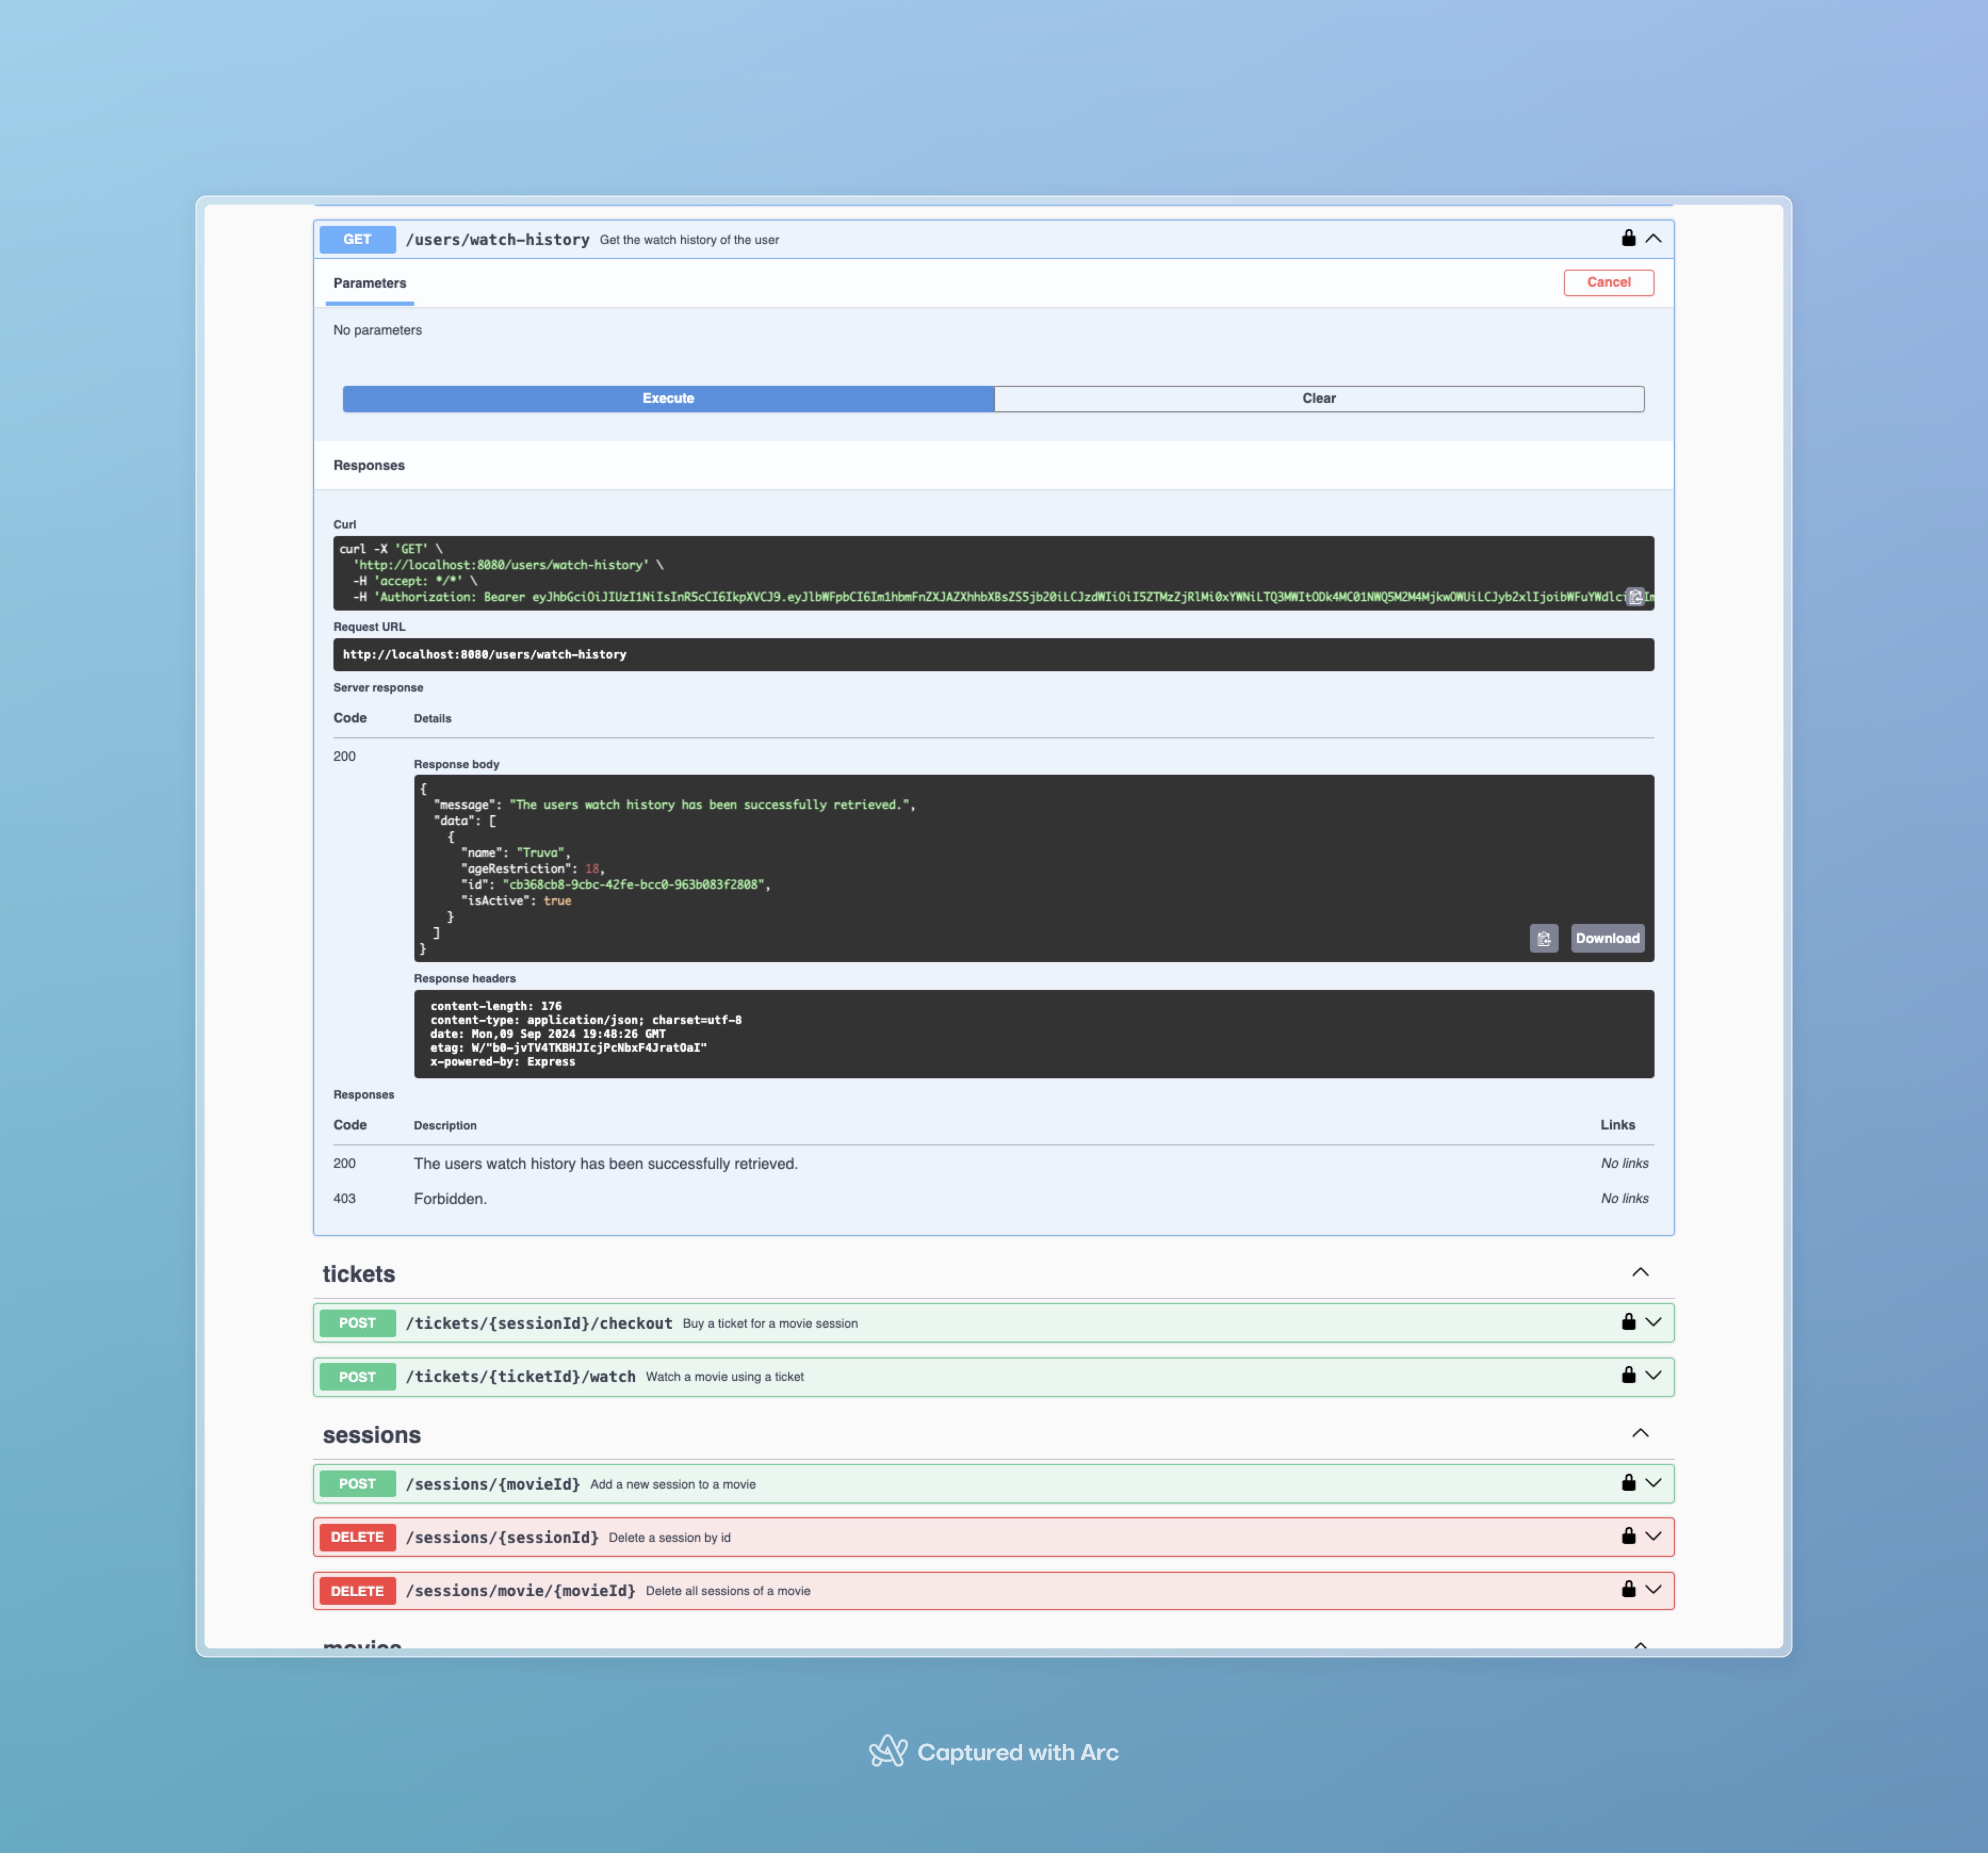 GET /users/watch-history Get the watch history of the user
Parameters
Cancel
No parameters
Execute
Clear
Responses
Curl
curl -X 'GET' \
'http://localhost:8080/users/watch-history' \
-H 'accept: */*' \
-H 'Authorization: Bearer eyJhbGciOiJIUzI1NiIsInR5cCI6IkpXVCJ9.eyJlbWFpbCI6Im1hbmFnZXJAZXhhbXBsZS5jb20iLCJzdWIiOiI5ZTMzZjRlMi0xYWNiLTQ3MWItODk4MC01NWQ5M2M4MjkwOWUiLCJyb2xlIjoibWFuYWdlc
Request URL
http://localhost:8080/users/watch-history
Server response
Code Details
200
Response body
{
"message": "The users watch history has been successfully retrieved.",
"data": [
{
"name": "Truva",
"ageRestriction": 18,
"id": "cb368cb8-9cbc-42fe-bcc0-963b083f2808",
"isActive": true
}
]
}
Download
Response headers
content-length: 176
content-type: application/json; charset=utf-8
date: Mon,09 Sep 2024 19:48:26 GMT
etag: W/"b0-jvTV4TKBHJIcjPcNbxF4JratOaI"
x-powered-by: Express
Responses
Code Description Links
200 The users watch history has been successfully retrieved. No links
403 Forbidden. No links
tickets
POST /tickets/{sessionId}/checkout Buy a ticket for a movie session
POST /tickets/{ticketId}/watch Watch a movie using a ticket
sessions
POST /sessions/{movieId} Add a new session to a movie
DELETE /sessions/{sessionId} Delete a session by id
DELETE /sessions/movie/{movieId} Delete all sessions of a movie
movies
Captured with Arc